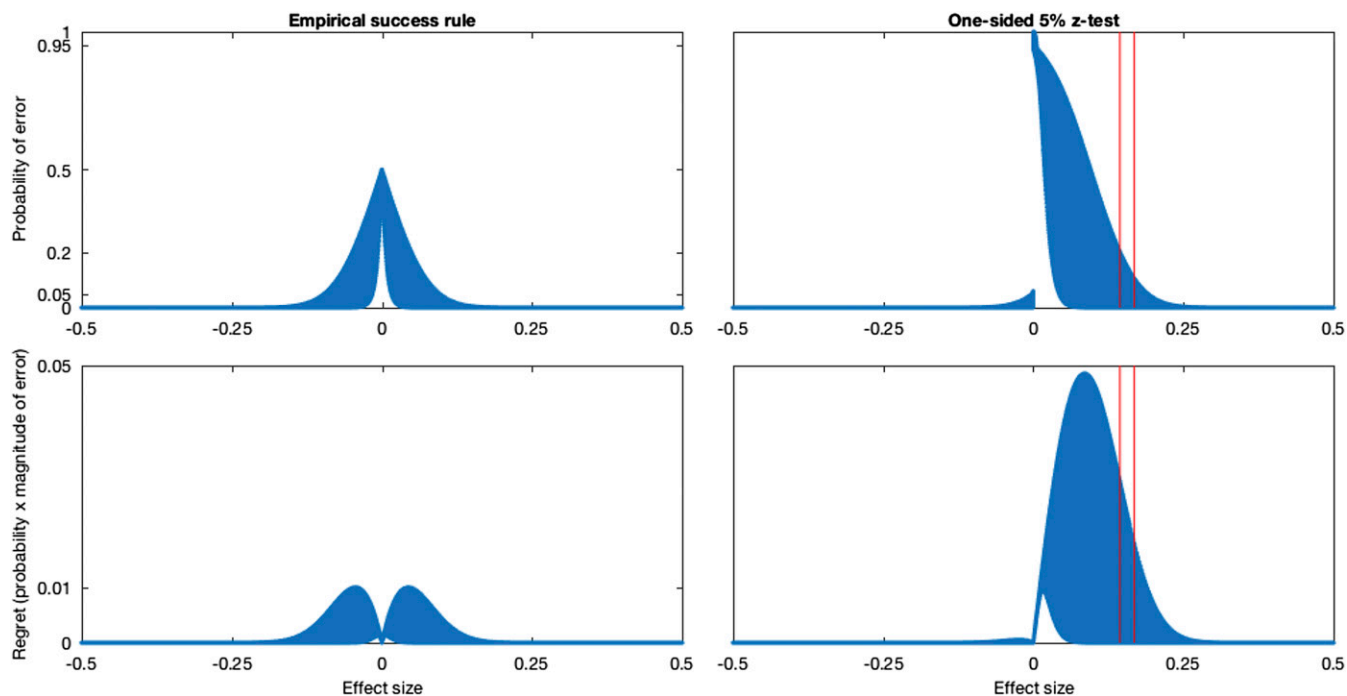 Empirical success rule
One-sided 5% z-test
Probability of error
1
0.95
0.5
0.2
0.05
0
-0.5 -0.25 0 0.25 0.5
-0.5 -0.25 0 0.25 0.5
Regret (probability x magnitude of error)
0.05
0.01
0
-0.5 -0.25 0 0.25 0.5
Effect size
-0.5 -0.25 0 0.25 0.5
Effect size